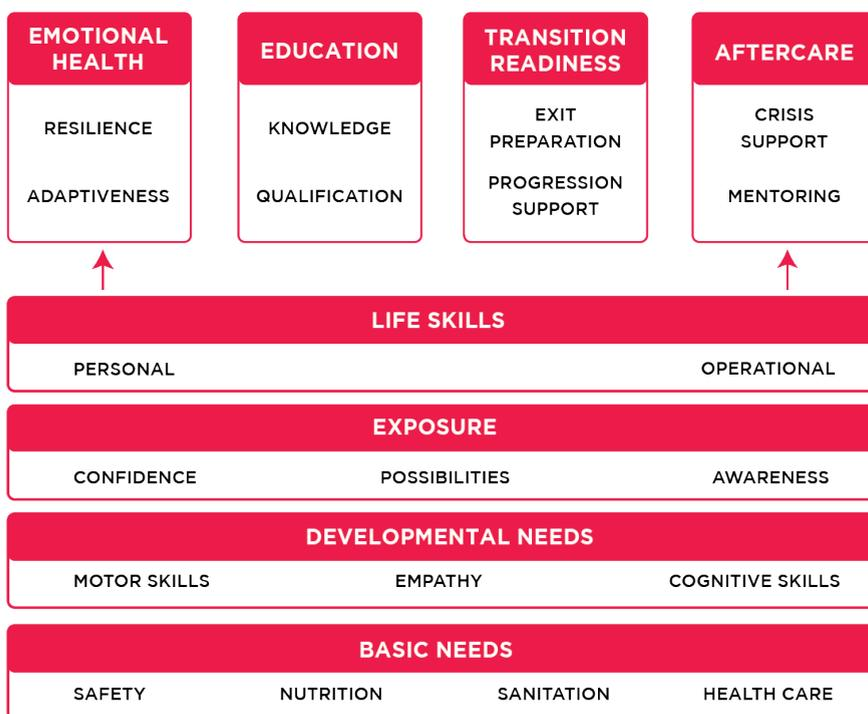 EMOTIONAL
HEALTH
RESILIENCE
ADAPTIVENESS
EDUCATION
KNOWLEDGE
QUALIFICATION
TRANSITION
READINESS
EXIT
PREPARATION
PROGRESSION
SUPPORT
AFTERCARE
CRISIS
SUPPORT
MENTORING
LIFE SKILLS
PERSONAL OPERATIONAL
EXPOSURE
CONFIDENCE POSSIBILITIES AWARENESS
DEVELOPMENTAL NEEDS
MOTOR SKILLS EMPATHY COGNITIVE SKILLS
BASIC NEEDS
SAFETY NUTRITION SANITATION HEALTH CARE